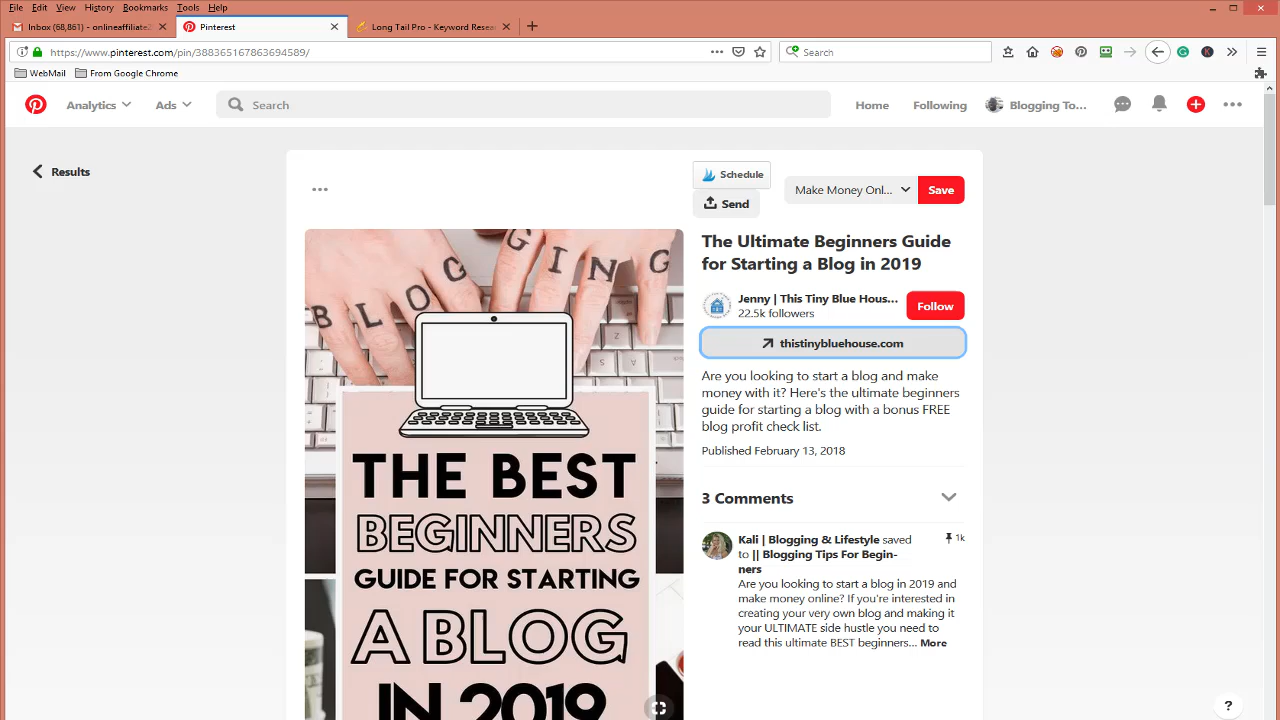 File Edit View History Bookmarks Tools Help
Inbox (68,861) - onlineaffiliate2
Pinterest
Long Tail Pro - Keyword Resea
https://www.pinterest.com/pin/388365167863694589/
Search
WebMail
From Google Chrome
Analytics
Ads
Search
Home
Following
Blogging To...
Results
Schedule
Send
Make Money Onl...
Save
The Ultimate Beginners Guide
for Starting a Blog in 2019
Jenny | This Tiny Blue Hous...
22.5k followers
Follow
thistinybluehouse.com
Are you looking to start a blog and make
money with it? Here's the ultimate beginners
guide for starting a blog with a bonus FREE
blog profit check list.
Published February 13, 2018
3 Comments
Kali | Blogging & Lifestyle saved
to || Blogging Tips For Begin-
ners
1k
Are you looking to start a blog in 2019 and
make money online? If you're interested in
creating your very own blog and making it
your ULTIMATE side hustle you need to
read this ultimate BEST beginners... More
BLOGGING
THE BEST
BEGINNERS
GUIDE FOR STARTING
A BLOG
IN 2019
?